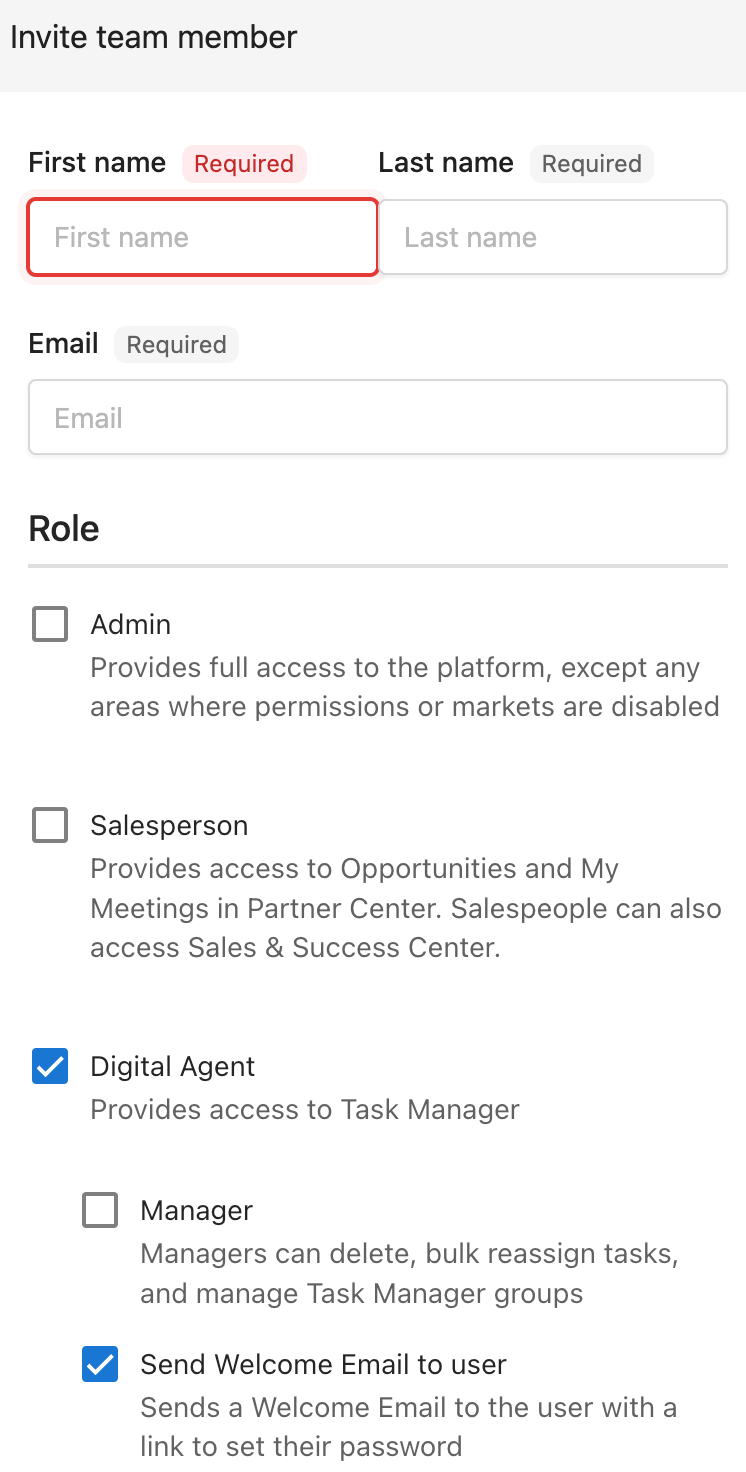 Invite team member
First name Required Last name Required
First name Last name
Email Required
Email
Role
Admin
Provides full access to the platform, except any
areas where permissions or markets are disabled
Salesperson
Provides access to Opportunities and My
Meetings in Partner Center. Salespeople can also
access Sales & Success Center.
Digital Agent
Provides access to Task Manager
Manager
Managers can delete, bulk reassign tasks,
and manage Task Manager groups
Send Welcome Email to user
Sends a Welcome Email to the user with a
link to set their password